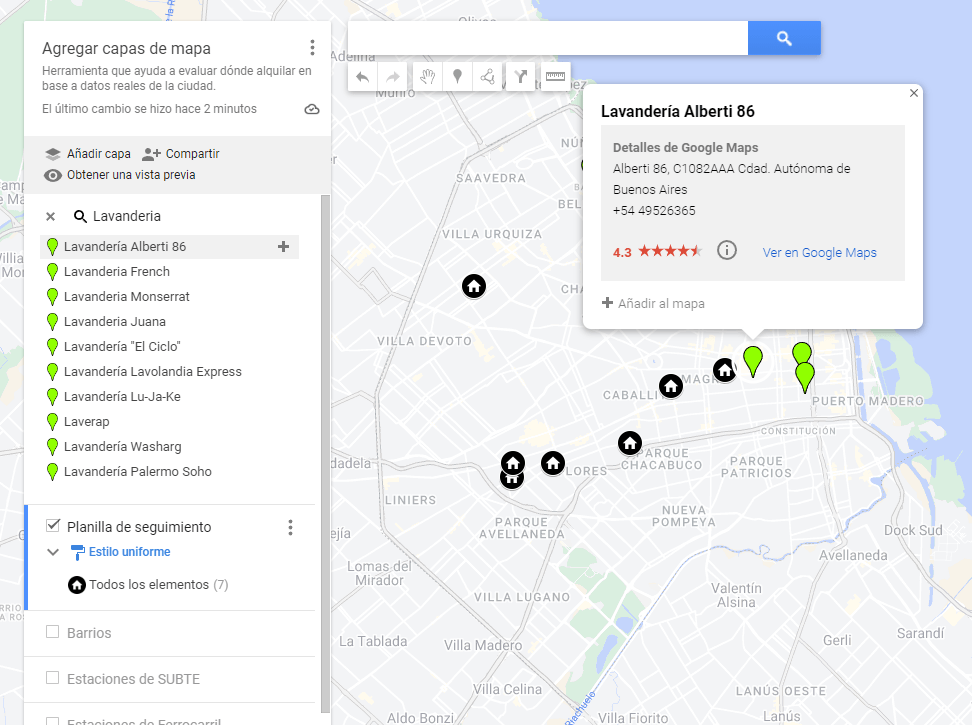 Agregar capas de mapa
Herramienta que ayuda a evaluar dónde alquilar en
base a datos reales de la ciudad.
El último cambio se hizo hace 2 minutos
Añadir capa
Compartir
Obtener una vista previa
Lavanderia
Lavandería Alberti 86
Lavanderia French
Lavanderia Monserrat
Lavanderia Juana
Lavandería "El Ciclo"
Lavandería Lavolandia Express
Lavandería Lu-Ja-Ke
Laverap
Lavandería Washarg
Lavandería Palermo Soho
Planilla de seguimiento
Estilo uniforme
Todos los elementos (7)
Barrios
Estaciones de SUBTE
Estaciones de Ferrocarril
Lavandería Alberti 86
Detalles de Google Maps
Alberti 86, C1082AAA Cdad. Autónoma de
Buenos Aires
+54 49526365
4.3
Ver en Google Maps
Añadir al mapa
Munro
SAAVEDRA
VILLA URQUIZA
VILLA DEVOTO
PUERTO MADERO
CONSTITUCIÓN
PARQUE
CHACABUCO
PARQUE
PATRICIOS
LINIERS
PARQUE
AVELLANEDA
NUEVA
POMPEYA
Dock Sud
Avellaneda
Lomas del
Mirador
VILLA LUGANO
Valentín
Alsina
La Tablada
Villa Madero
Gerli
Sarandí
Villa Celina
LANÚS OESTE
Aldo Bonzi
Riachuelo
Villa Fiorito
Lanús